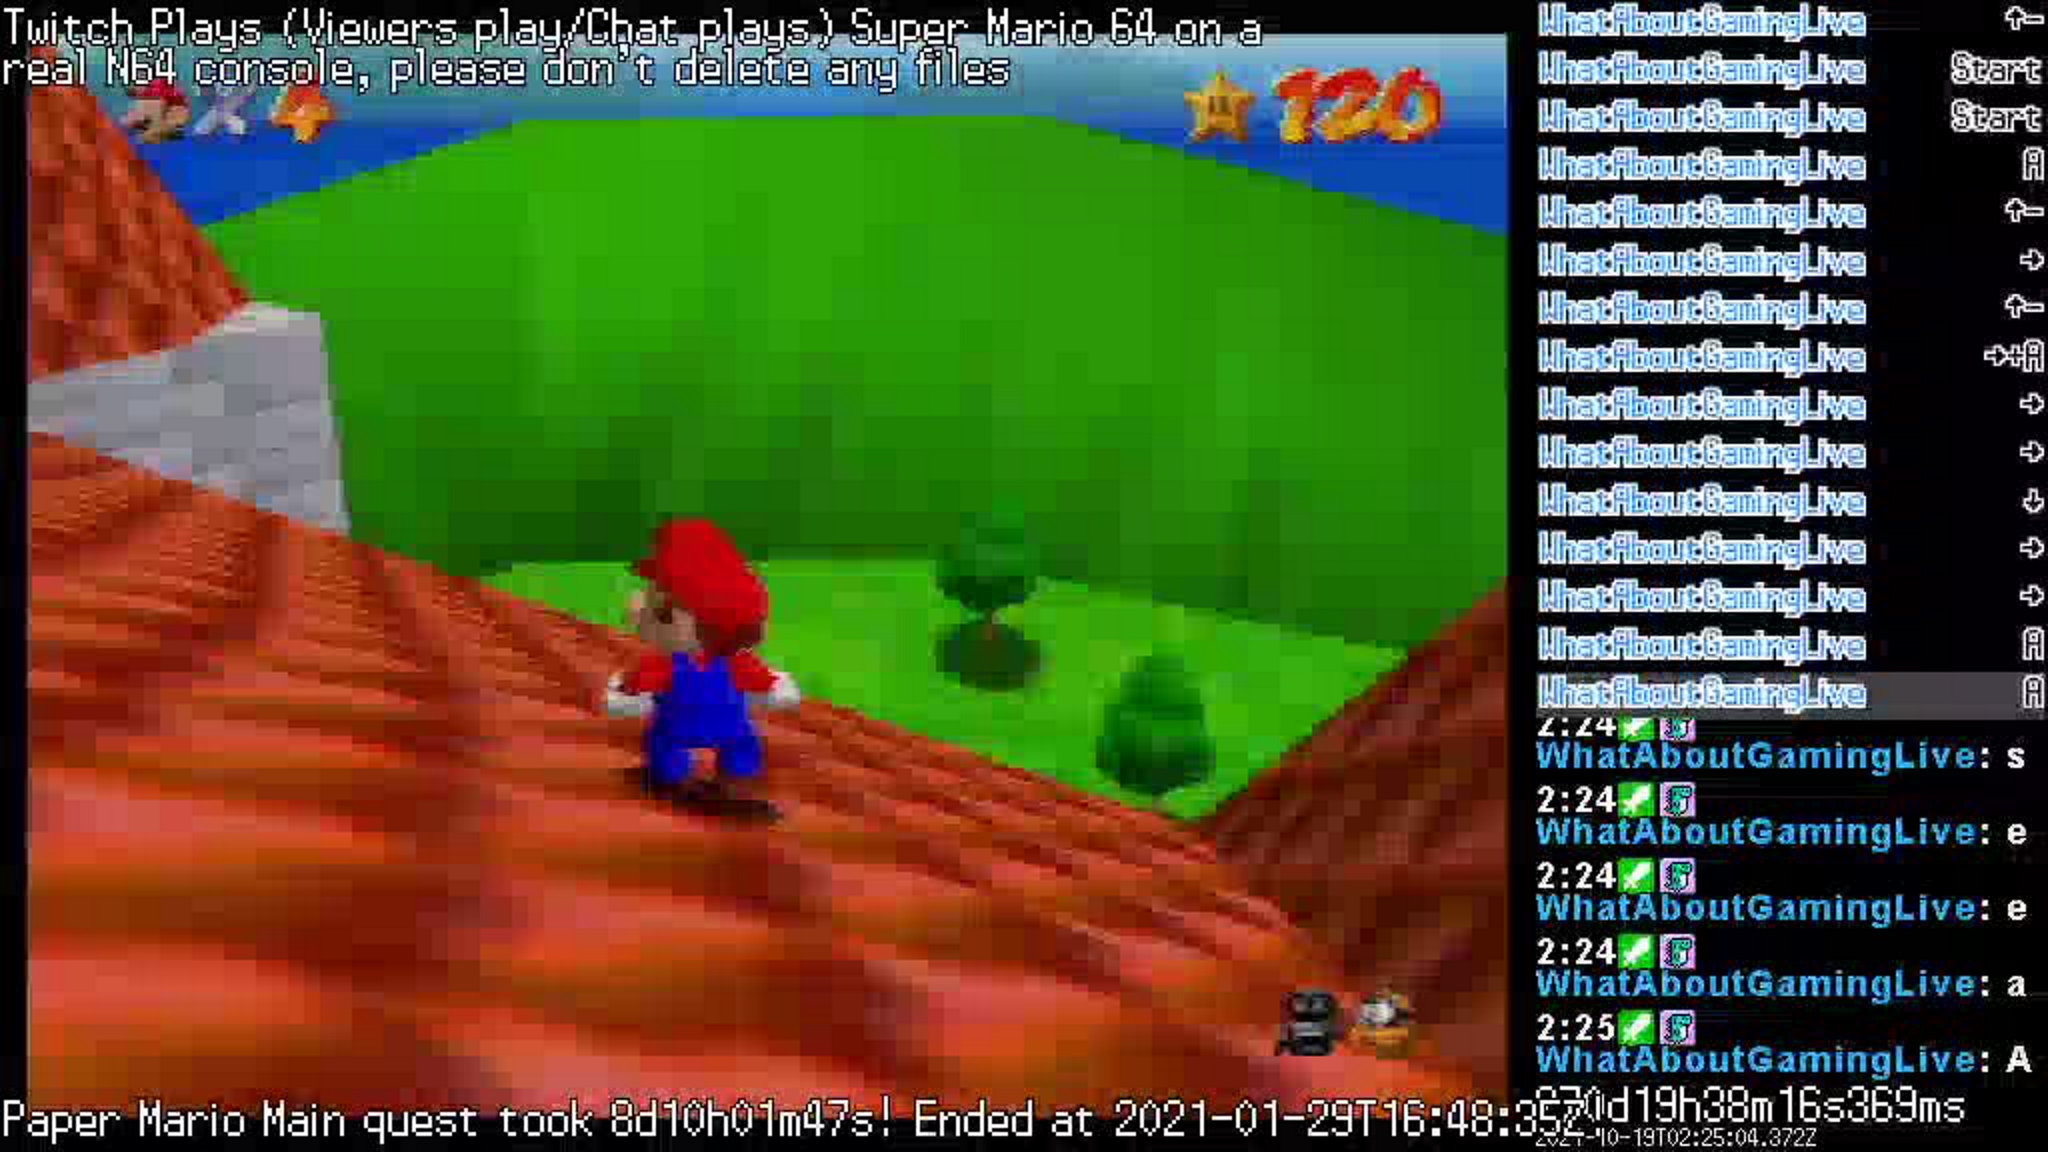 Twitch Plays (Viewers play/Chat plays) Super Mario 64 on a
real N64 console, please don't delete any files
120
WhatAboutGamingLive ↑-
WhatAboutGamingLive Start
WhatAboutGamingLive Start
WhatAboutGamingLive A
WhatAboutGamingLive ↑-
WhatAboutGamingLive →
WhatAboutGamingLive ↑-
WhatAboutGamingLive →+A
WhatAboutGamingLive →
WhatAboutGamingLive →
WhatAboutGamingLive ↓
WhatAboutGamingLive →
WhatAboutGamingLive →
WhatAboutGamingLive A
WhatAboutGamingLive A
2:24
WhatAboutGamingLive: s
2:24
WhatAboutGamingLive: e
2:24
WhatAboutGamingLive: e
2:24
WhatAboutGamingLive: a
2:25
WhatAboutGamingLive: A
Paper Mario Main quest took 8d10h01m47s! Ended at 2021-01-29T16:48:35Z